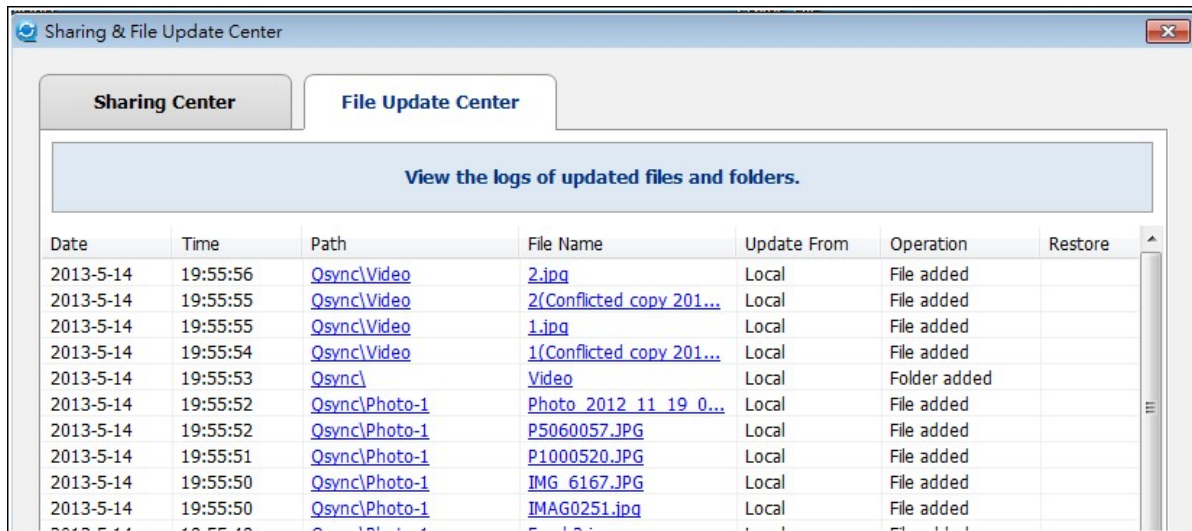 Sharing & File Update Center
Sharing Center File Update Center
View the logs of updated files and folders.
Date Time Path File Name Update From Operation Restore
2013-5-14 19:55:56 Qsync\Video 2.jpg Local File added
2013-5-14 19:55:55 Qsync\Video 2(Conflicted copy 201... Local File added
2013-5-14 19:55:55 Qsync\Video 1.jpg Local File added
2013-5-14 19:55:54 Qsync\Video 1(Conflicted copy 201... Local File added
2013-5-14 19:55:53 Qsync\ Video Local Folder added
2013-5-14 19:55:52 Qsync\Photo-1 Photo_2012_11_19_0... Local File added
2013-5-14 19:55:52 Qsync\Photo-1 P5060057.JPG Local File added
2013-5-14 19:55:51 Qsync\Photo-1 P1000520.JPG Local File added
2013-5-14 19:55:50 Qsync\Photo-1 IMG_6167.JPG Local File added
2013-5-14 19:55:50 Qsync\Photo-1 IMAG0251.jpg Local File added